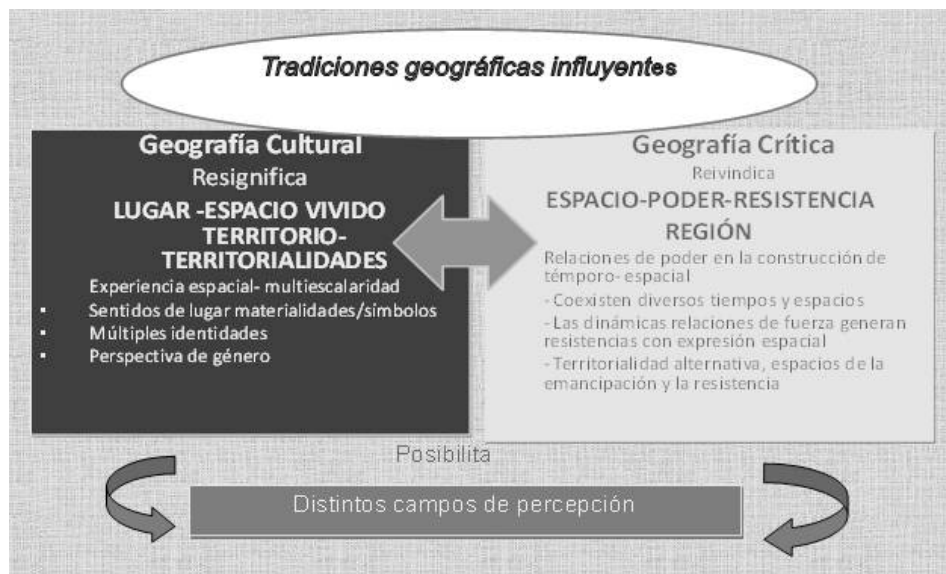 Tradiciones geográficas influyentes
Geografía Cultural
Resignifica
LUGAR -ESPACIO VIVIDO
TERRITORIO-
TERRITORIALIDADES
Experiencia espacial- multiescalaridad
▪ Sentidos de lugar materialidades/símbolos
▪ Múltiples identidades
▪ Perspectiva de género
Geografía Crítica
Reivindica
ESPACIO-PODER-RESISTENCIA
REGIÓN
Relaciones de poder en la construcción de
témporo- espacial
- Coexisten diversos tiempos y espacios
- Las dinámicas relaciones de fuerza generan
resistencias con expresión espacial
- Territorialidad alternativa, espacios de la
emancipación y la resistencia
Posibilita
Distintos campos de percepción